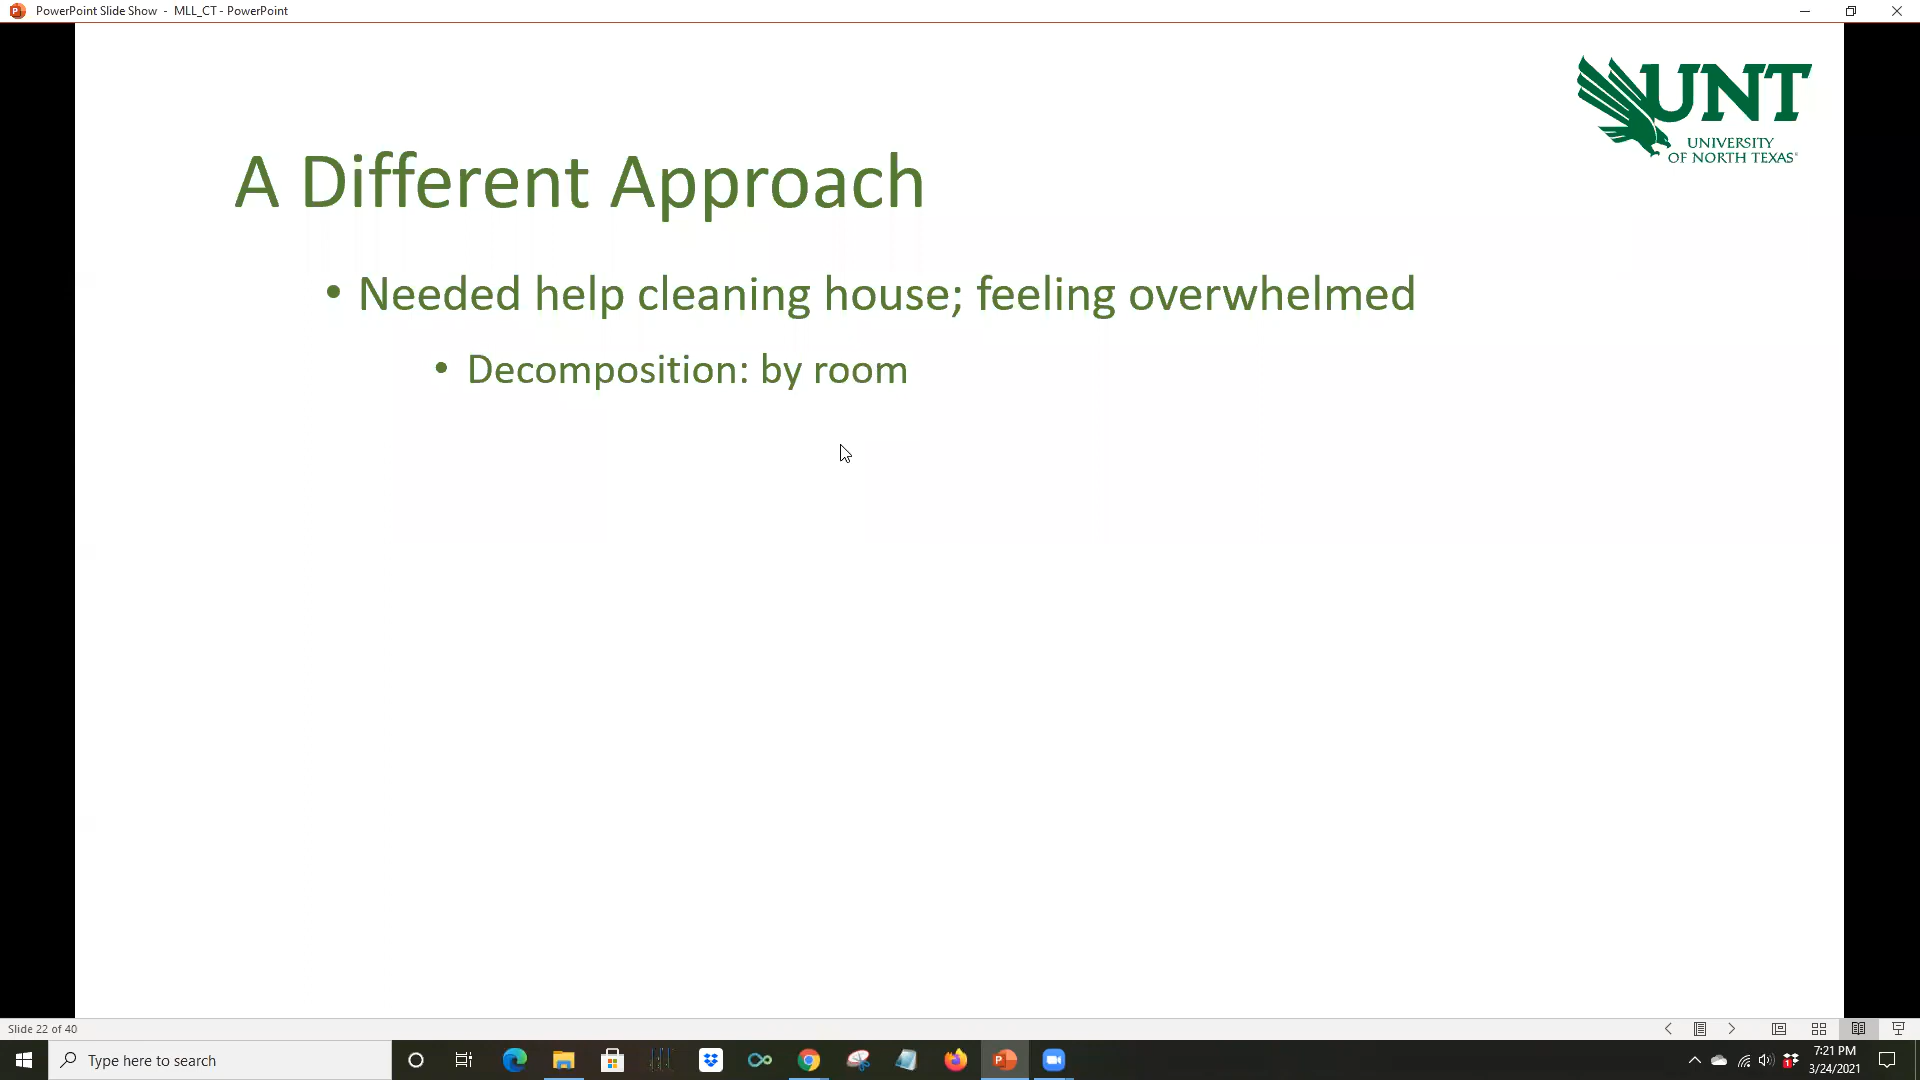 PowerPoint Slide Show - MLL_CT - PowerPoint
UNT
UNIVERSITY
OF NORTH TEXAS®
A Different Approach
• Needed help cleaning house; feeling overwhelmed
• Decomposition: by room
Slide 22 of 40
Type here to search
7:21 PM
3/24/2021